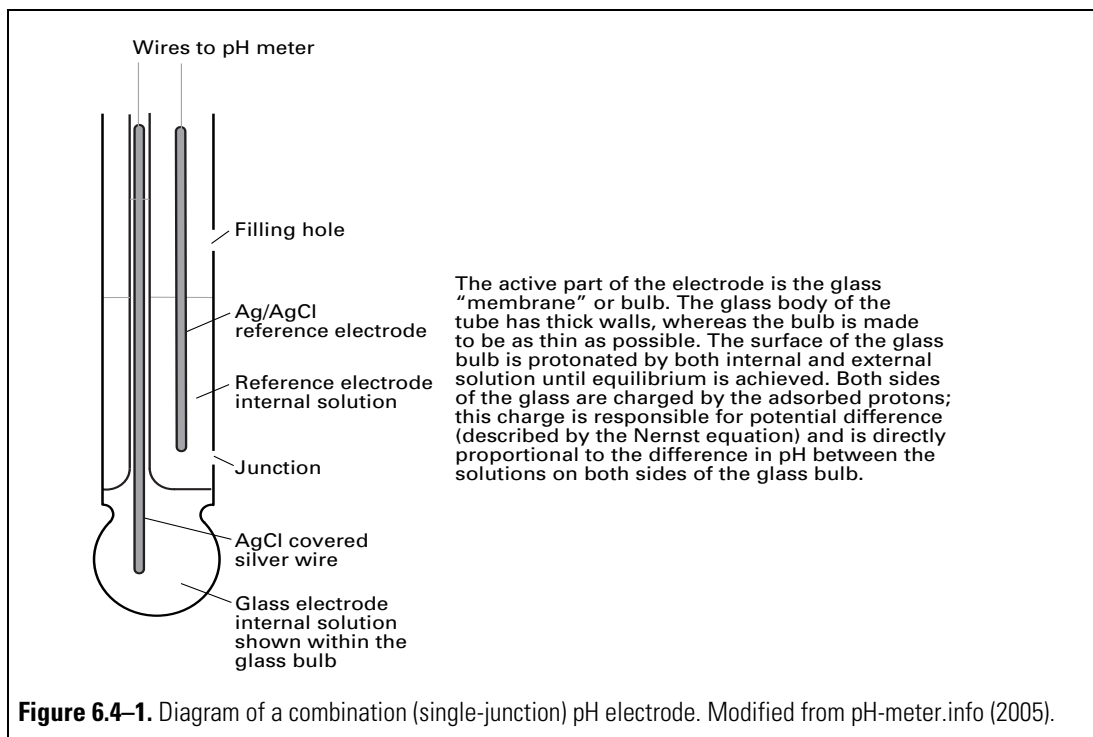 Wires to pH meter
Filling hole
Ag/AgCl
reference electrode
Reference electrode
internal solution
Junction
AgCl covered
silver wire
Glass electrode
internal solution
shown within the
glass bulb
The active part of the electrode is the glass
“membrane” or bulb. The glass body of the
tube has thick walls, whereas the bulb is made
to be as thin as possible. The surface of the glass
bulb is protonated by both internal and external
solution until equilibrium is achieved. Both sides
of the glass are charged by the adsorbed protons;
this charge is responsible for potential difference
(described by the Nernst equation) and is directly
proportional to the difference in pH between the
solutions on both sides of the glass bulb.
Figure 6.4–1. Diagram of a combination (single-junction) pH electrode. Modified from pH-meter.info (2005).